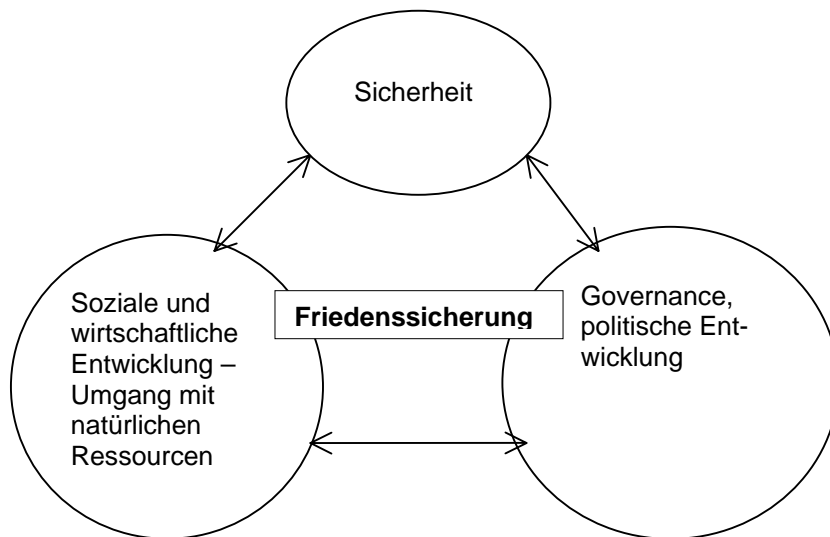 Sicherheit
Soziale und
wirtschaftliche
Entwicklung –
Umgang mit
natürlichen
Ressourcen
Friedenssicherung
Governance,
politische Ent-
wicklung